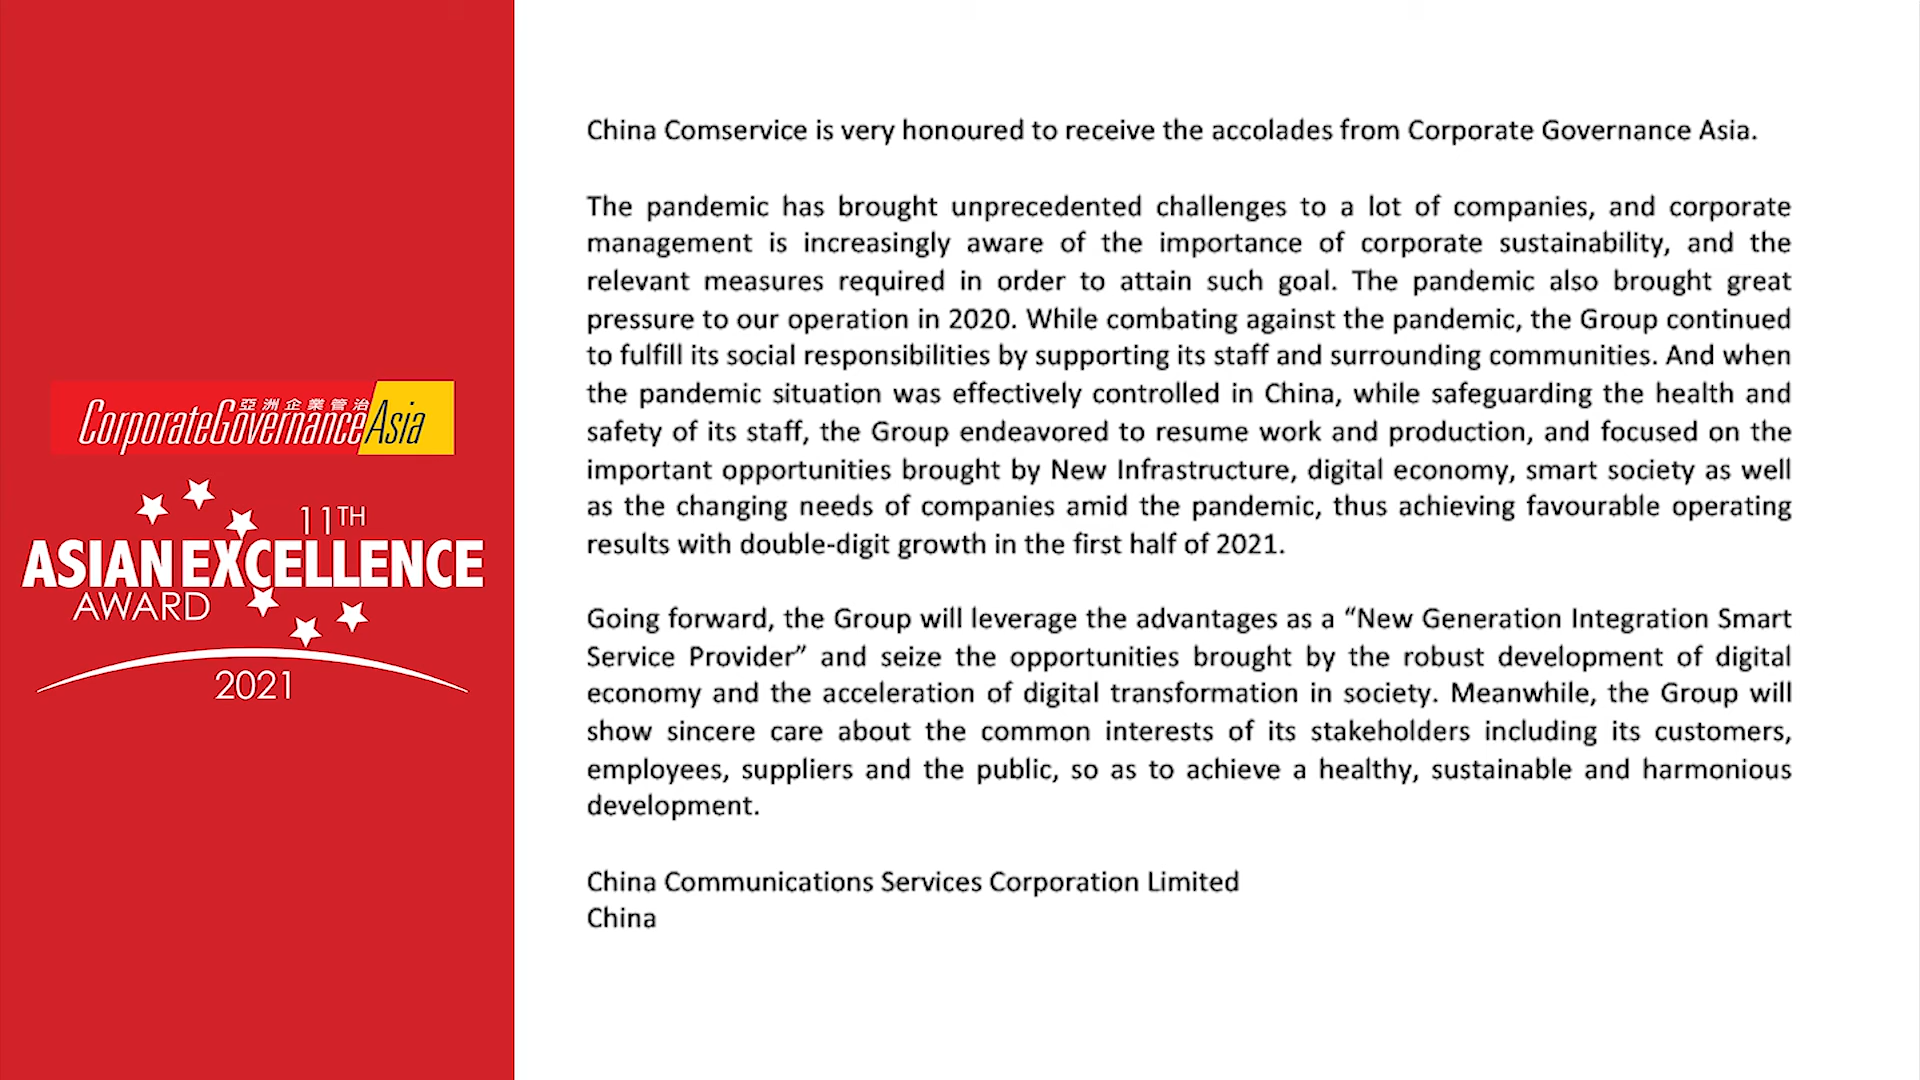 CorporateGovernanceAsia
亞洲企業管治
11TH
ASIAN EXCELLENCE
AWARD
2021
China Comservice is very honoured to receive the accolades from Corporate Governance Asia.
The pandemic has brought unprecedented challenges to a lot of companies, and corporate
management is increasingly aware of the importance of corporate sustainability, and the
relevant measures required in order to attain such goal. The pandemic also brought great
pressure to our operation in 2020. While combating against the pandemic, the Group continued
to fulfill its social responsibilities by supporting its staff and surrounding communities. And when
the pandemic situation was effectively controlled in China, while safeguarding the health and
safety of its staff, the Group endeavored to resume work and production, and focused on the
important opportunities brought by New Infrastructure, digital economy, smart society as well
as the changing needs of companies amid the pandemic, thus achieving favourable operating
results with double-digit growth in the first half of 2021.
Going forward, the Group will leverage the advantages as a “New Generation Integration Smart
Service Provider” and seize the opportunities brought by the robust development of digital
economy and the acceleration of digital transformation in society. Meanwhile, the Group will
show sincere care about the common interests of its stakeholders including its customers,
employees, suppliers and the public, so as to achieve a healthy, sustainable and harmonious
development.
China Communications Services Corporation Limited
China